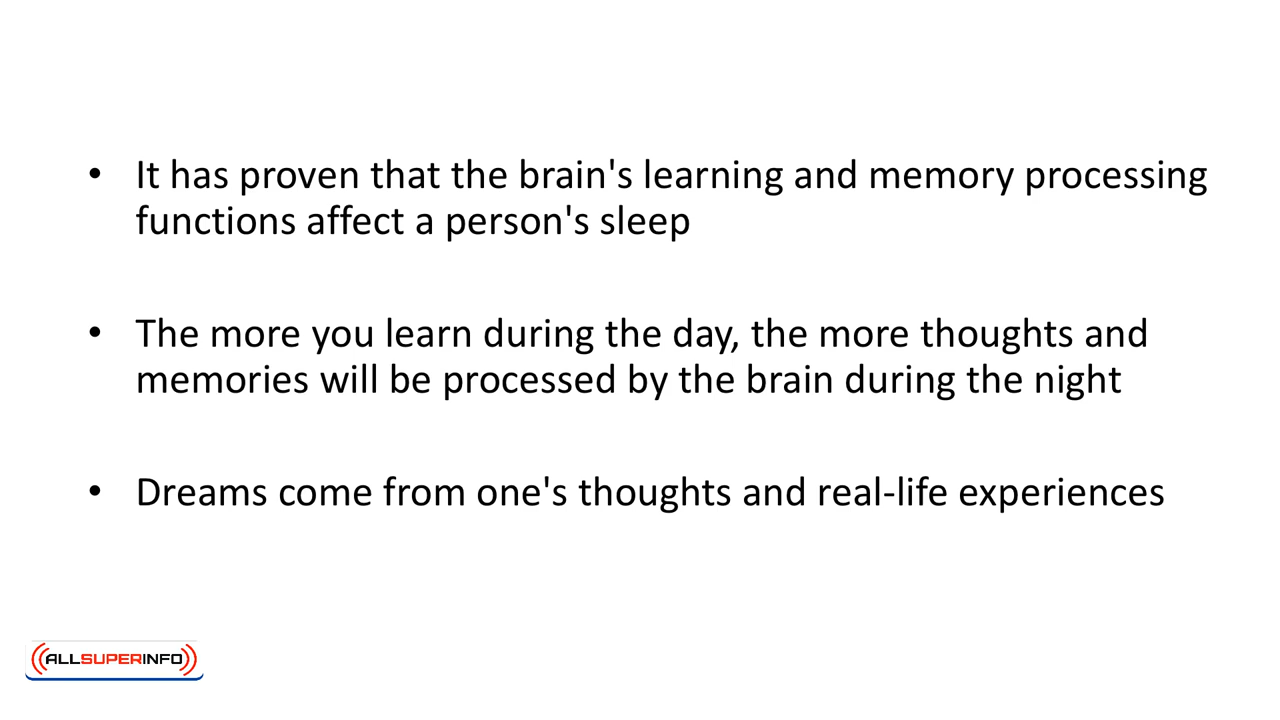 • It has proven that the brain's learning and memory processing
functions affect a person's sleep
• The more you learn during the day, the more thoughts and
memories will be processed by the brain during the night
• Dreams come from one's thoughts and real-life experiences
ALLSUPERINFO